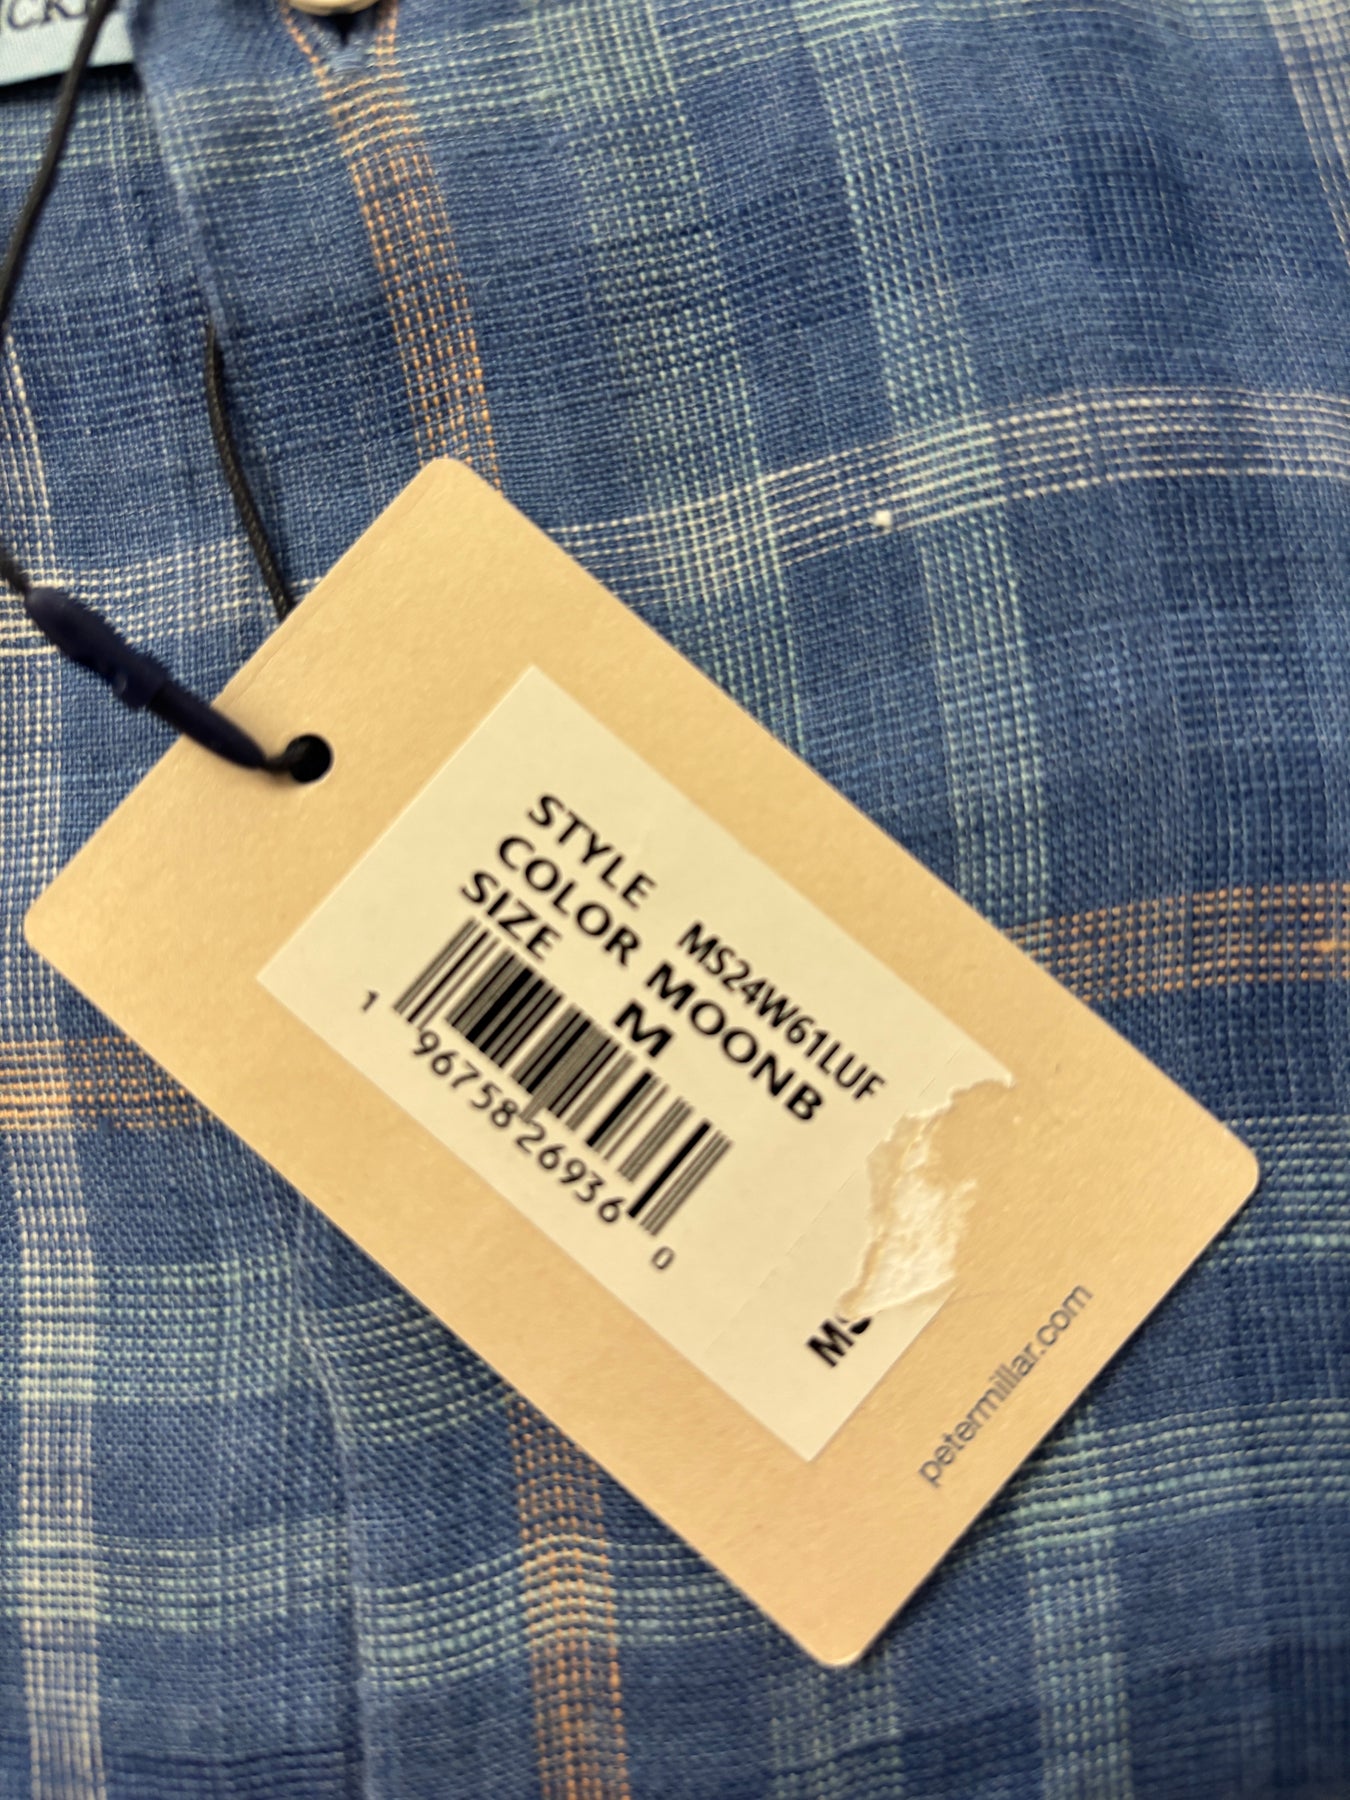 STYLE MS24W61LUF
COLOR MOONB
SIZE M
1 96758 26936 0
MS
petermillar.com